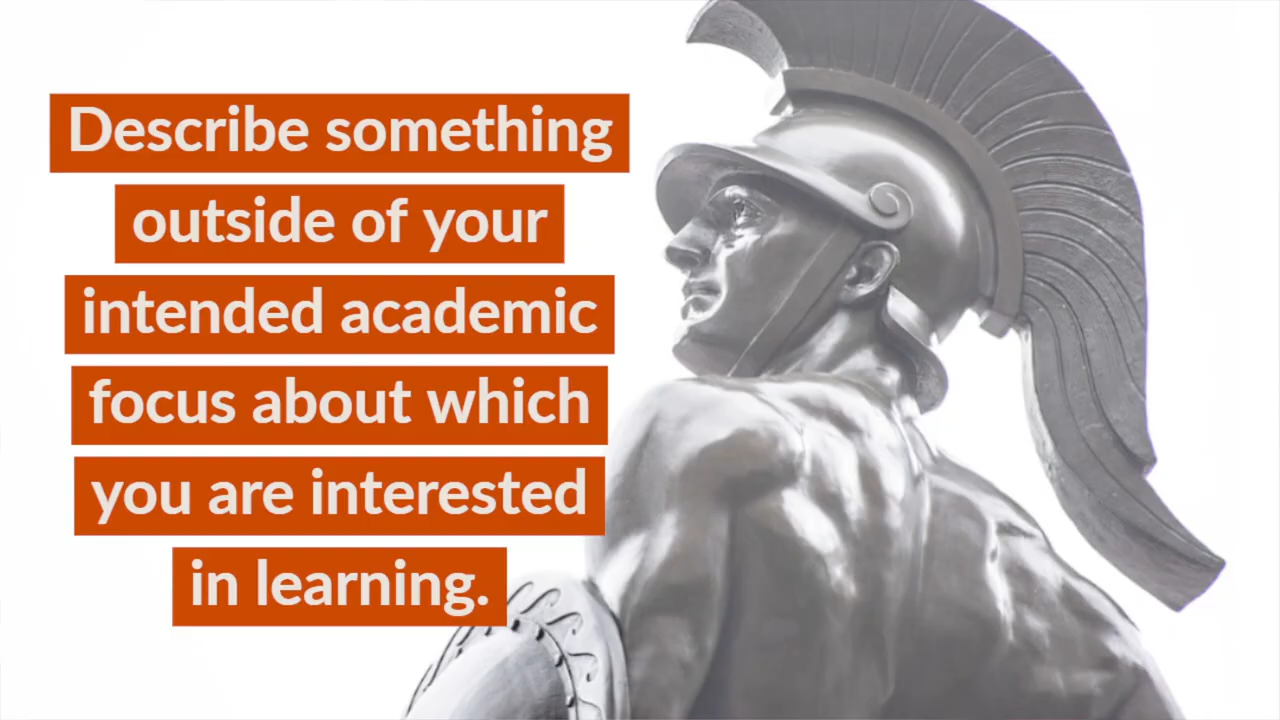 Describe something
outside of your
intended academic
focus about which
you are interested
in learning.